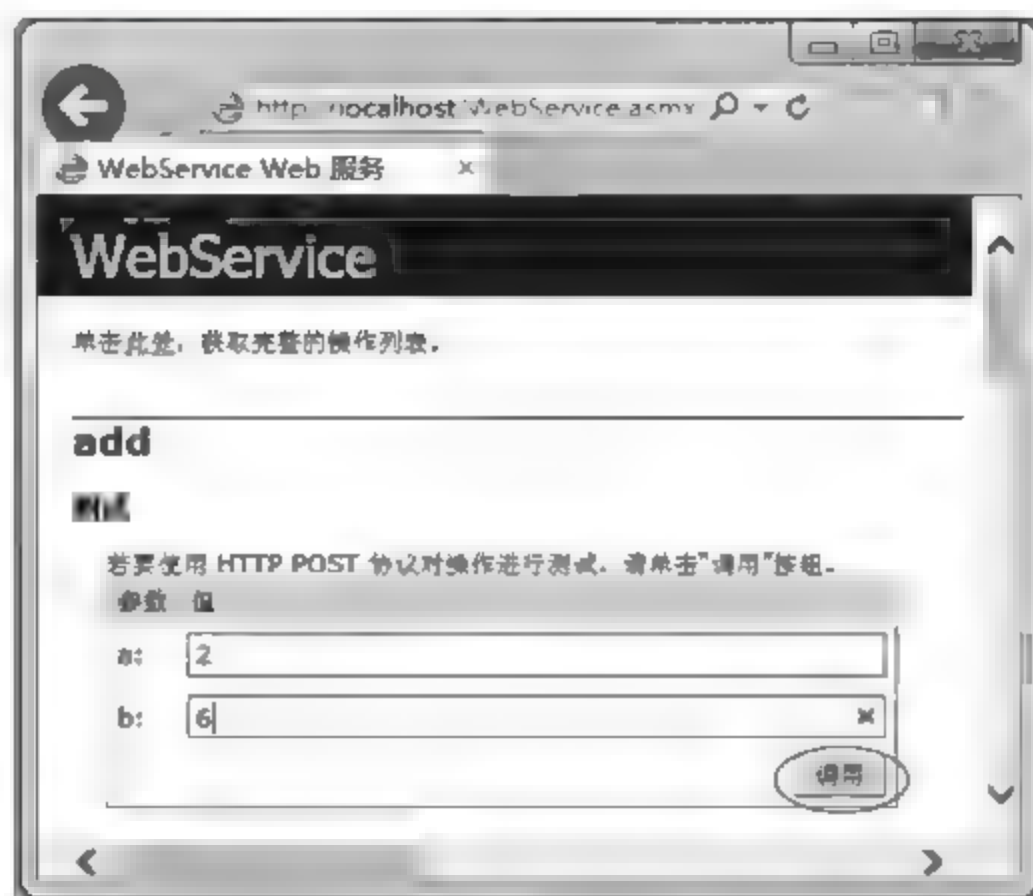 http://localhost/WebService.asmx
WebService Web 服务
WebService
单击此处，获取完整的操作列表。
add
测试
若要使用 HTTP POST 协议对操作进行测试，请单击"调用"按钮。
参数 值
a: 2
b: 6
调用